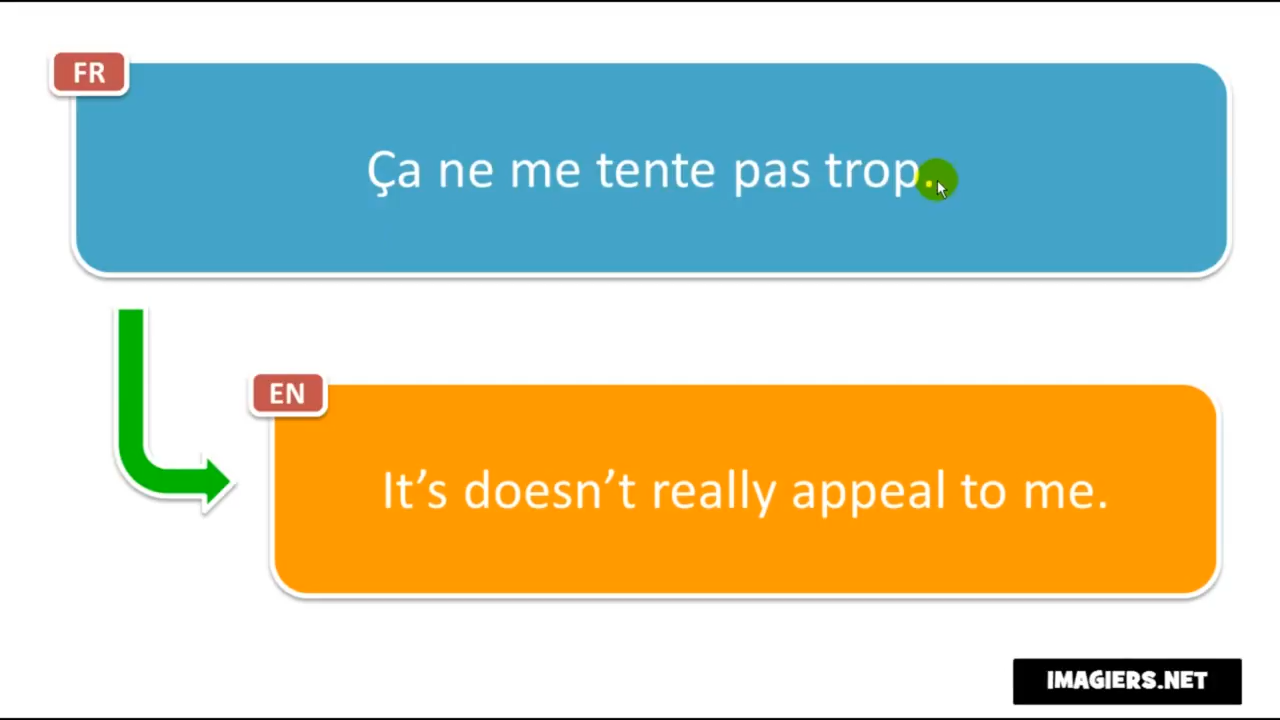 FR
Ça ne me tente pas trop.
EN
It’s doesn’t really appeal to me.
IMAGIERS.NET